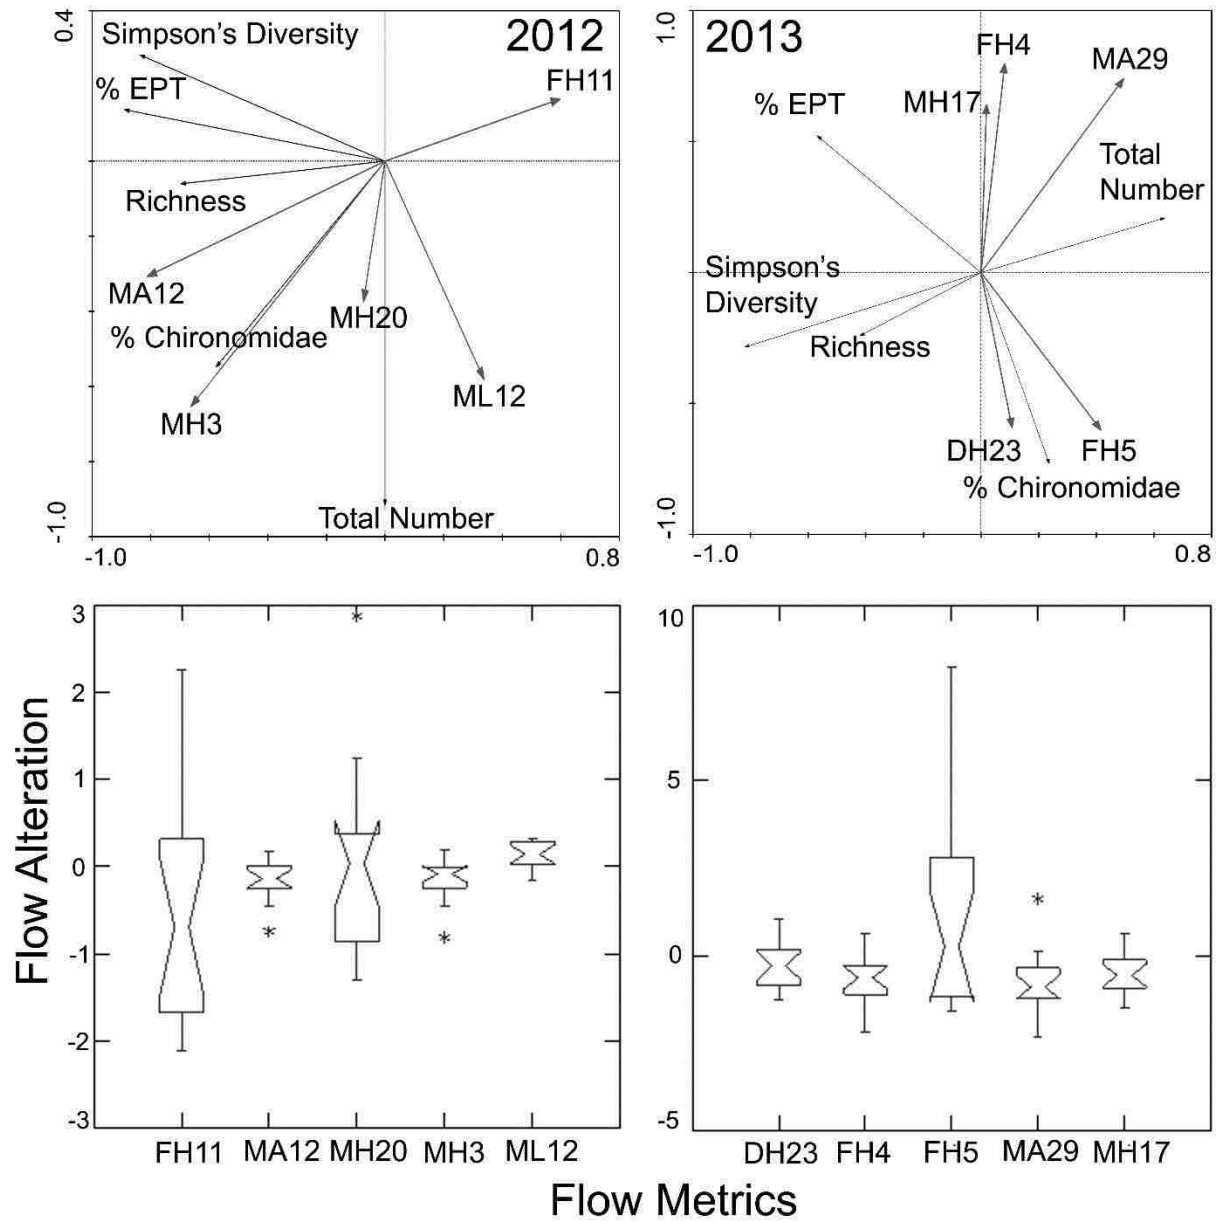 0.4
Simpson's Diversity
2012
% EPT
FH11
Richness
MA12
MH20
% Chironomidae
ML12
MH3
Total Number
-1.0
-1.0
0.8
1.0
2013
FH4
MA29
% EPT
MH17
Total
Number
Simpson's
Diversity
Richness
DH23
FH5
% Chironomidae
-1.0
-1.0
0.8
Flow Alteration
3
2
1
0
-1
-2
-3
*
*
*
FH11 MA12 MH20 MH3 ML12
10
5
0
-5
*
DH23 FH4 FH5 MA29 MH17
Flow Metrics